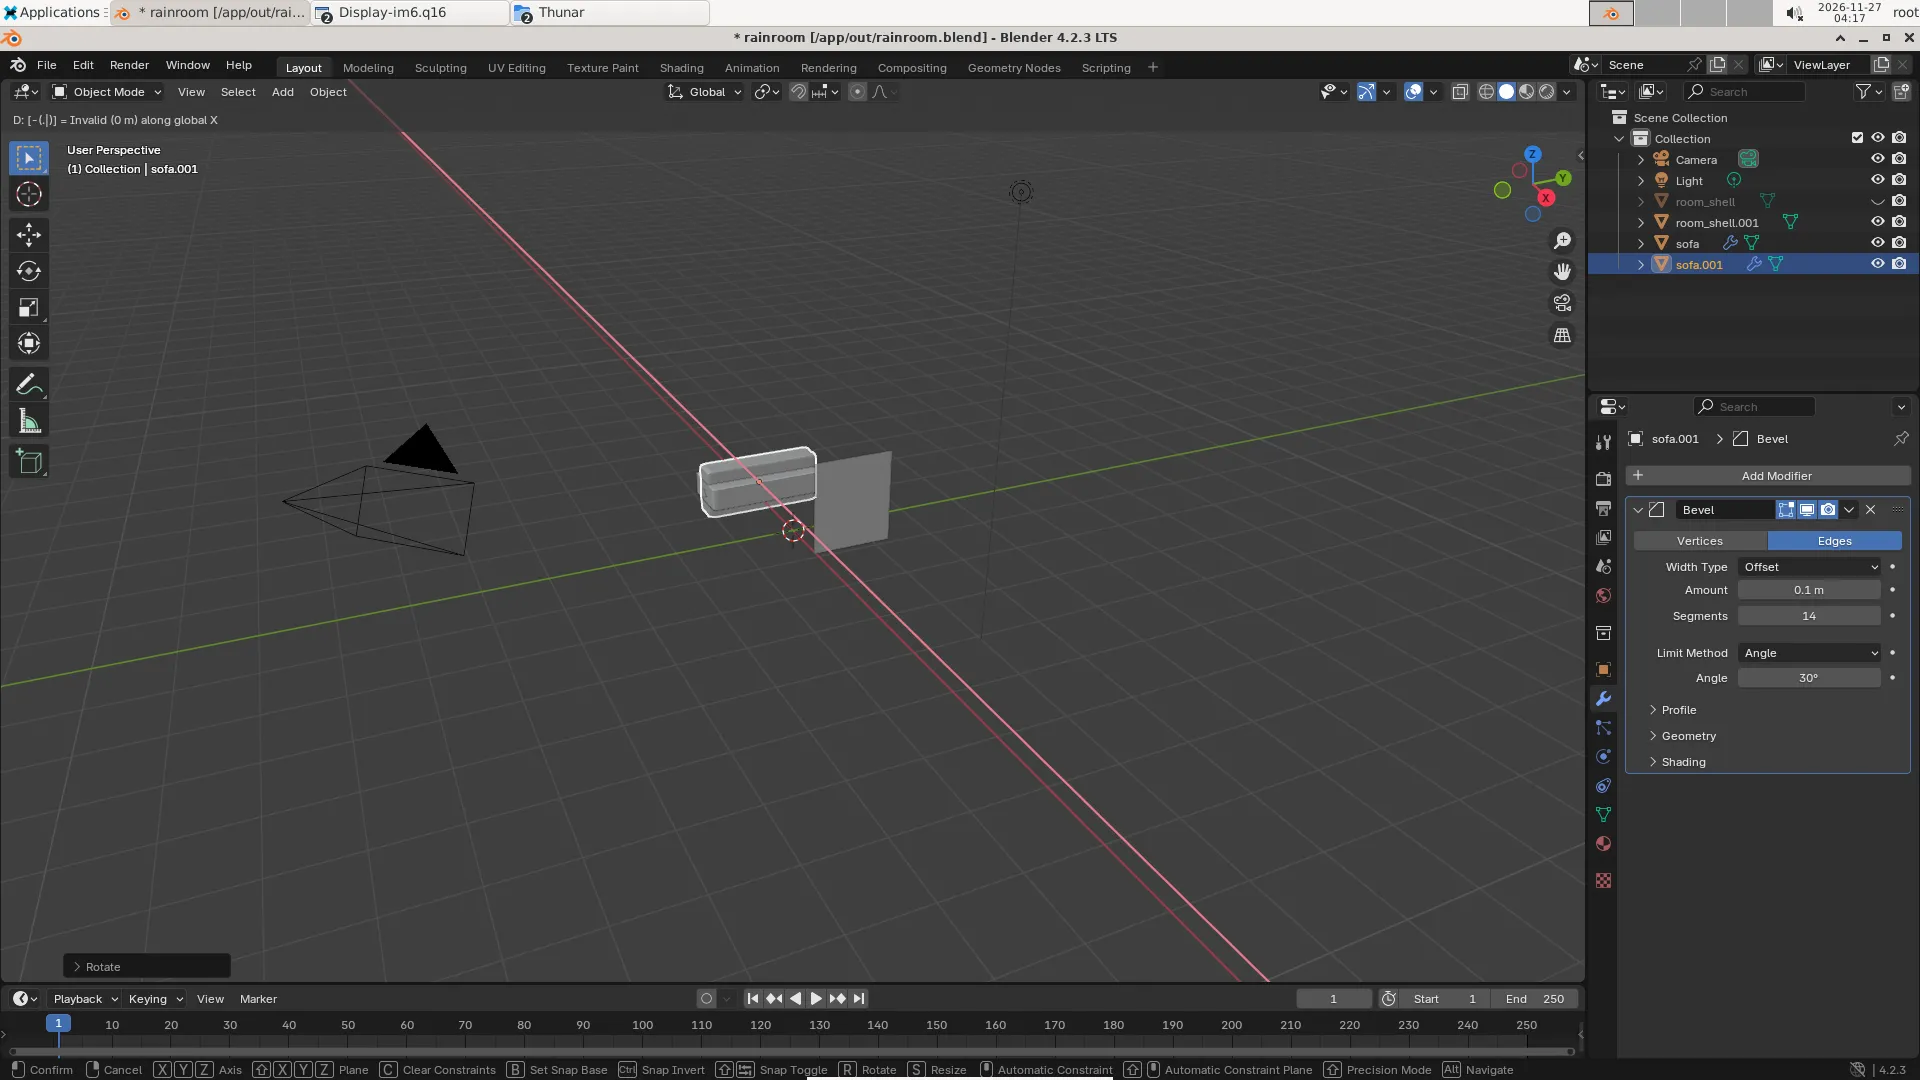 Applications
* rainroom [/app/out/rai...
2
Display-im6.q16
2
Thunar
2026-11-27
04:17
root
* rainroom [/app/out/rainroom.blend] - Blender 4.2.3 LTS
File Edit Render Window Help
Layout Modeling Sculpting UV Editing Texture Paint Shading Animation Rendering Compositing Geometry Nodes Scripting
Scene
ViewLayer
Object Mode View Select Add Object
Global
Search
D: [-(.|)] = Invalid (0 m) along global X
User Perspective
(1) Collection | sofa.001
Z
Y
X
Scene Collection
Collection
Camera
Light
room_shell
room_shell.001
sofa
sofa.001
Search
sofa.001 > Bevel
Add Modifier
Bevel
Vertices Edges
Width Type Offset
Amount 0.1 m
Segments 14
Limit Method Angle
Angle 30°
Profile
Geometry
Shading
Rotate
Playback Keying View Marker
1
Start 1
End 250
1 10 20 30 40 50 60 70 80 90 100 110 120 130 140 150 160 170 180 190 200 210 220 230 240 250
Confirm Cancel X Y Z Axis X Y Z Plane C Clear Constraints B Set Snap Base Ctrl Snap Invert Snap Toggle R Rotate S Resize Automatic Constraint Automatic Constraint Plane Precision Mode Alt Navigate
4.2.3